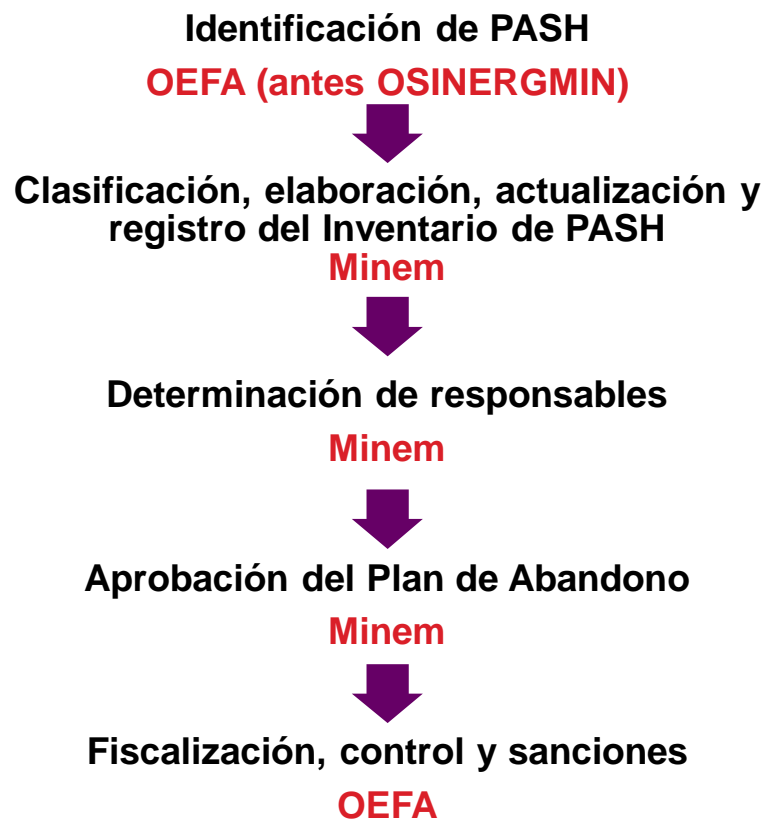 Identificación de PASH
OEFA (antes OSINERGMIN)
Clasificación, elaboración, actualización y
registro del Inventario de PASH
Minem
Determinación de responsables
Minem
Aprobación del Plan de Abandono
Minem
Fiscalización, control y sanciones
OEFA